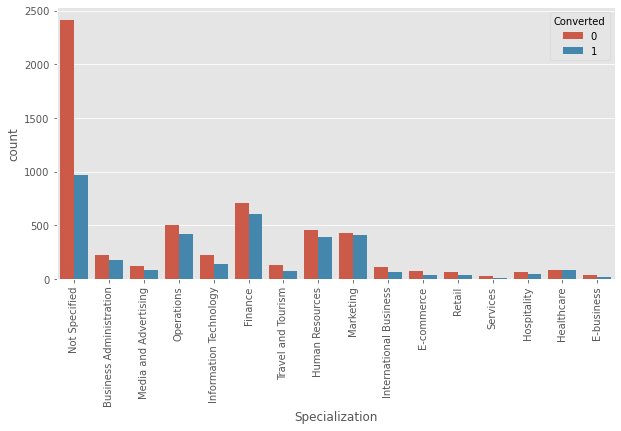 Converted
0
1
2500
2000
1500
1000
500
0
count
Not Specified
Business Administration
Media and Advertising
Operations
Information Technology
Finance
Travel and Tourism
Human Resources
Marketing
International Business
E-commerce
Retail
Services
Hospitality
Healthcare
E-business
Specialization